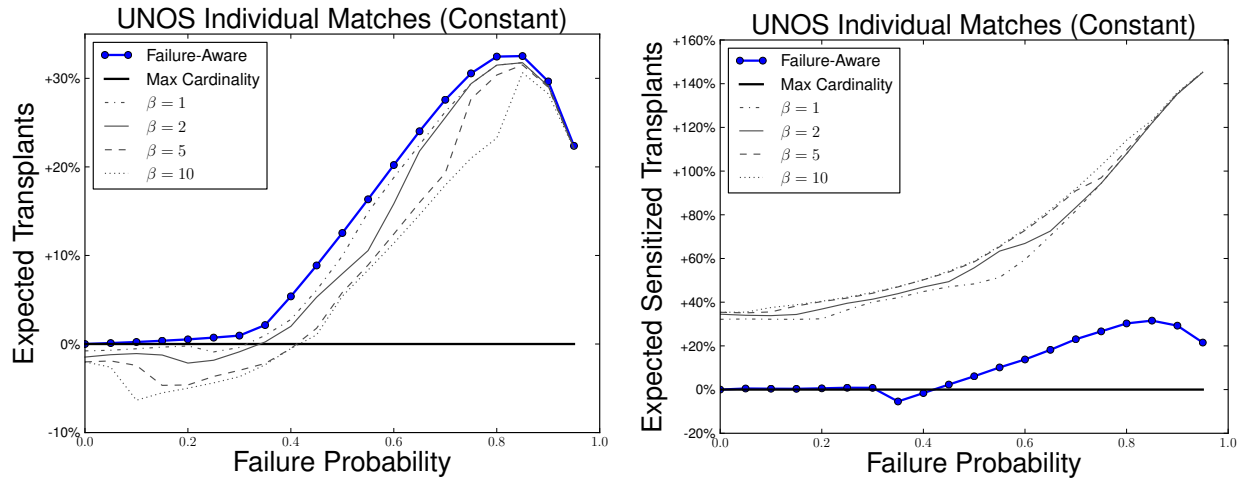 UNOS Individual Matches (Constant)
Expected Transplants
+30%
+20%
+10%
0%
-10%
Failure-Aware
Max Cardinality
β = 1
β = 2
β = 5
β = 10
0.0 0.2 0.4 0.6 0.8 1.0
Failure Probability
UNOS Individual Matches (Constant)
Expected Sensitized Transplants
+160%
+140%
+120%
+100%
+80%
+60%
+40%
+20%
0%
-20%
Failure-Aware
Max Cardinality
β = 1
β = 2
β = 5
β = 10
0.0 0.2 0.4 0.6 0.8 1.0
Failure Probability